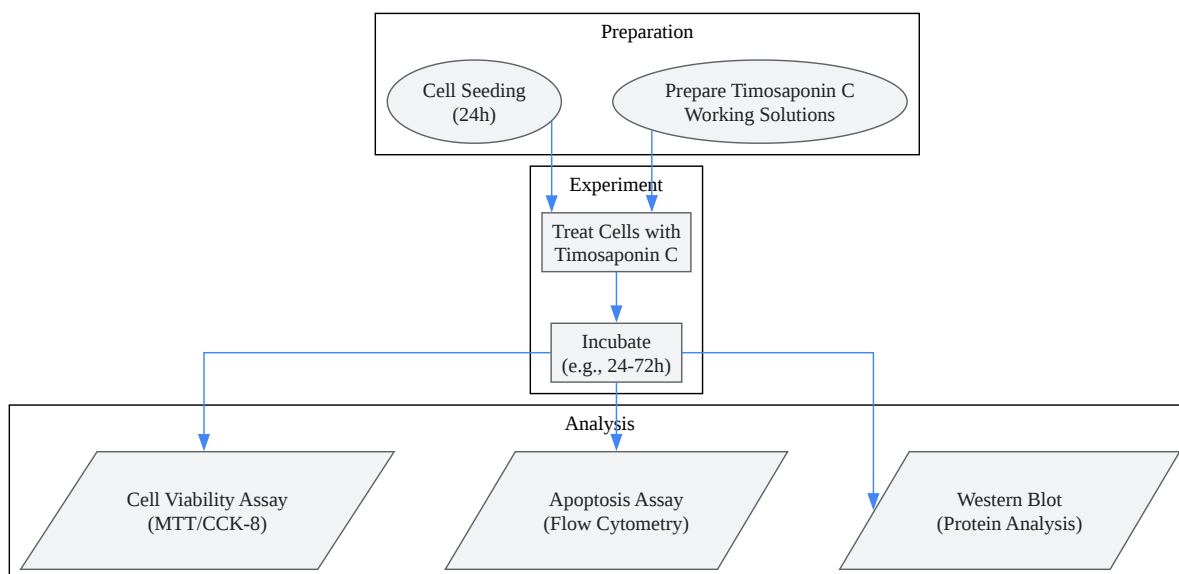 Preparation
Cell Seeding
(24h)
Prepare Timosaponin C
Working Solutions
Experiment
Treat Cells with
Timosaponin C
Incubate
(e.g., 24-72h)
Analysis
Cell Viability Assay
(MTT/CCK-8)
Apoptosis Assay
(Flow Cytometry)
Western Blot
(Protein Analysis)